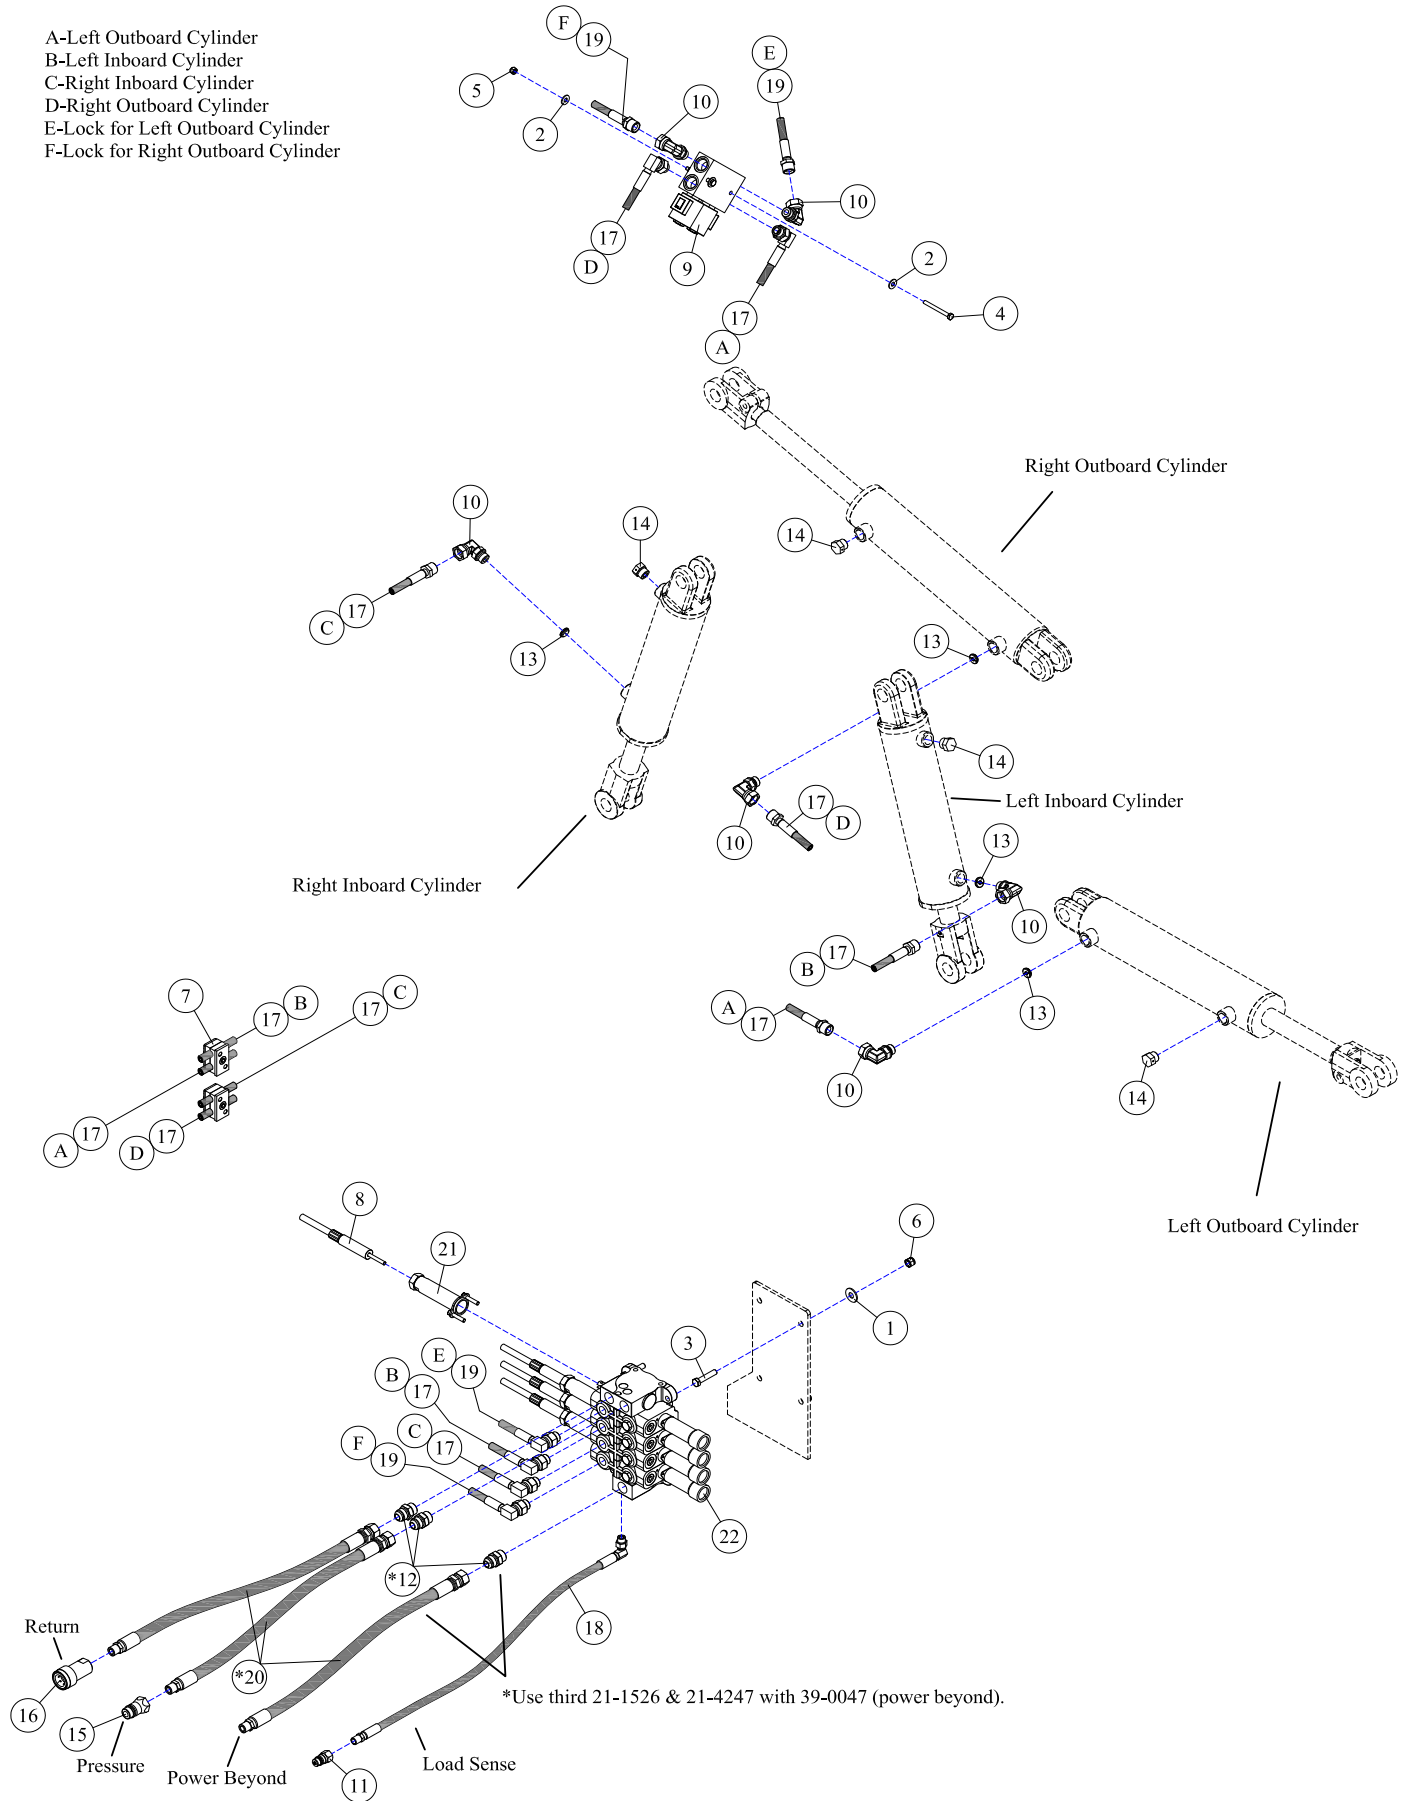 A-Left Outboard Cylinder
B-Left Inboard Cylinder
C-Right Inboard Cylinder
D-Right Outboard Cylinder
E-Lock for Left Outboard Cylinder
F-Lock for Right Outboard Cylinder
F
19
E
19
5
10
2
10
17
D
9
2
17
A
4
Right Outboard Cylinder
10
14
14
C
17
13
13
14
Left Inboard Cylinder
17
D
10
13
Right Inboard Cylinder
10
B
17
7
17
B
17
C
A
17
13
10
14
A
17
D
17
Left Outboard Cylinder
8
21
6
1
3
E
19
B
17
F
C
17
19
22
*12
18
Return
*20
*Use third 21-1526 & 21-4247 with 39-0047 (power beyond).
16
15
Pressure
Power Beyond
Load Sense
11